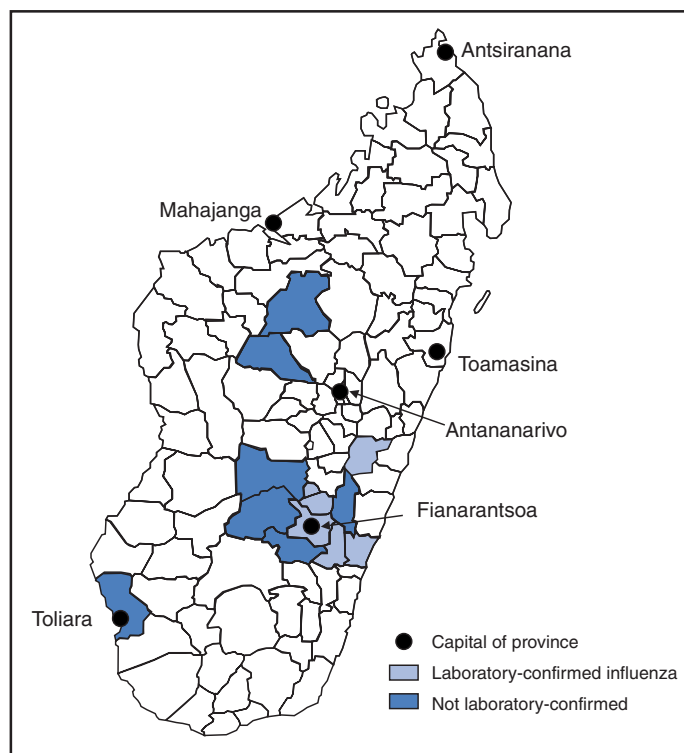 Antsiranana
Mahajanga
Toamasina
Antananarivo
Fianarantsoa
Toliara
Capital of province
Laboratory-confirmed influenza
Not laboratory-confirmed